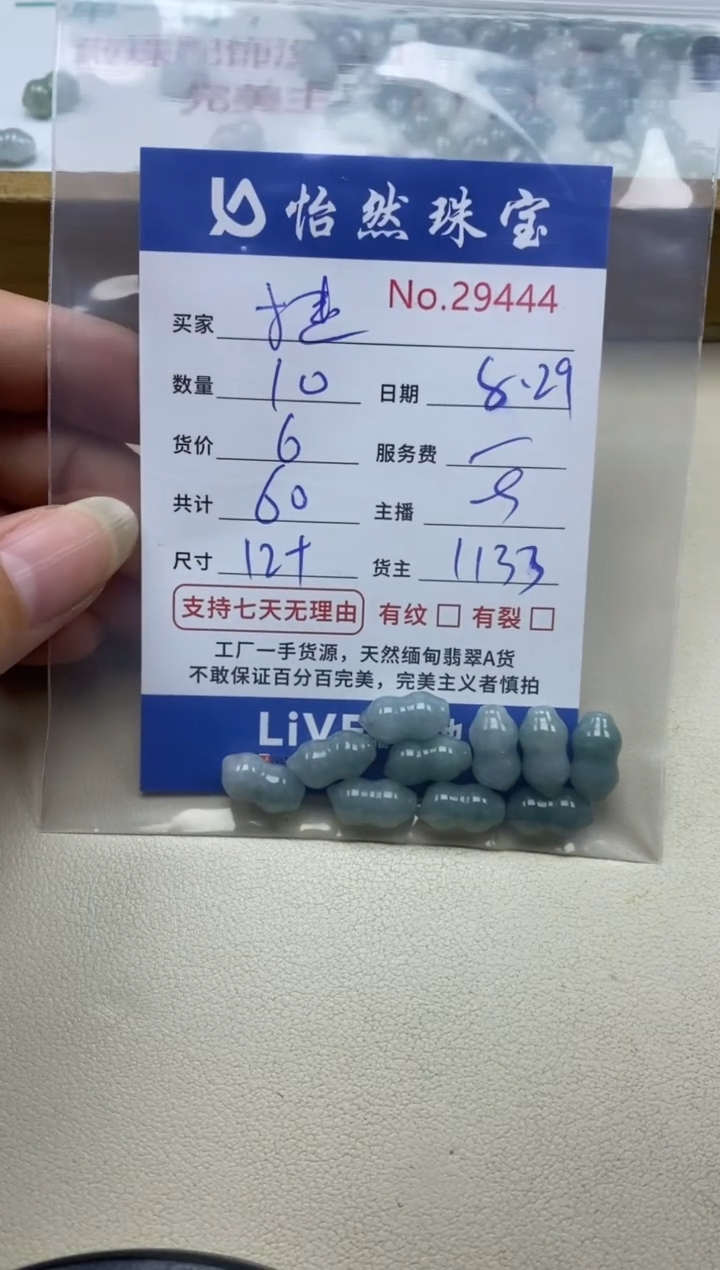 怡然珠宝
No.29444
买家 捷
数量 10 日期 8.29
货价 6 服务费 一
共计 60 主播
尺寸 12+ 货主 1133
支持七天无理由 有纹 有裂
工厂一手货源，天然缅甸翡翠A货
不敢保证百分百完美，完美主义者慎拍
LiVE